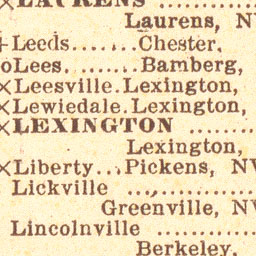 ×LAURENS ........
Laurens, NW
+Leeds.......Chester,
oLees........Bamberg,
×Leesville.Lexington,
×Lewiedale.Lexington,
×LEXINGTON ........
Lexington,
×Liberty...Pickens, NW
Lickville ........
Greenville, NW
Lincolnville ........
Berkeley,